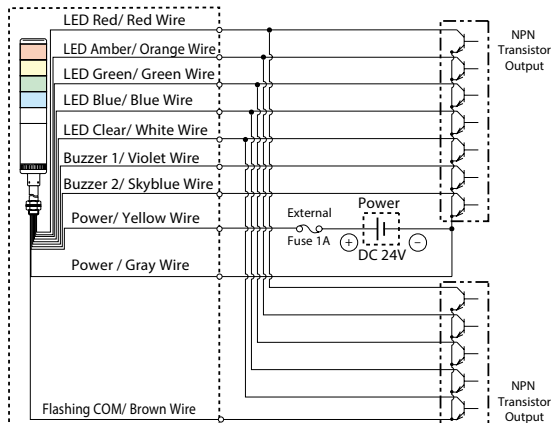 LED Red/ Red Wire
LED Amber/ Orange Wire
LED Green/ Green Wire
LED Blue/ Blue Wire
LED Clear/ White Wire
Buzzer 1/ Violet Wire
Buzzer 2/ Skyblue Wire
Power/ Yellow Wire
Power / Gray Wire
Flashing COM/ Brown Wire
External
Fuse 1A
Power
+
−
DC 24V
NPN
Transistor
Output
NPN
Transistor
Output